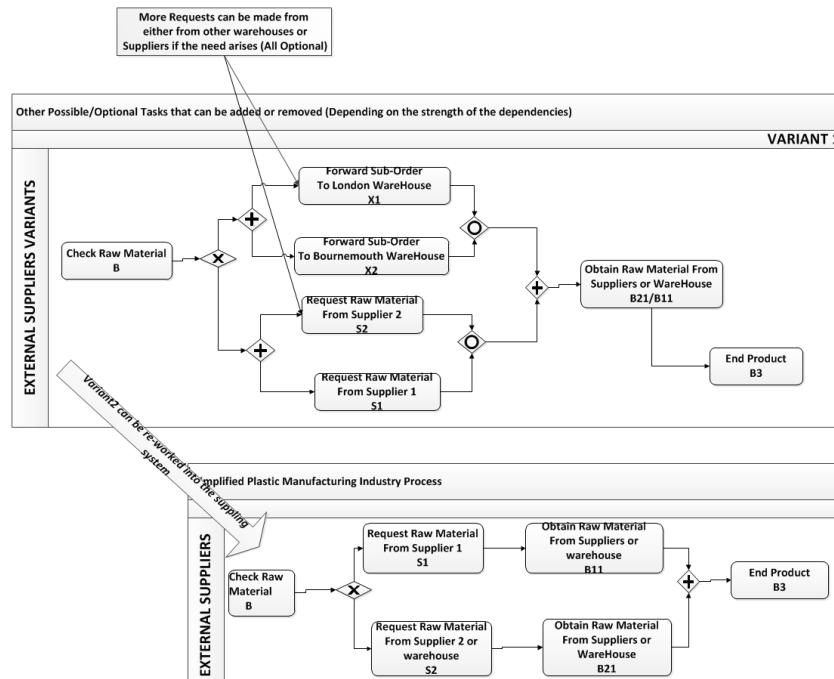 More Requests can be made from
either from other warehouses or
Suppliers if the need arises (All Optional)
Other Possible/Optional Tasks that can be added or removed (Depending on the strength of the dependencies)
VARIANT 1
EXTERNAL SUPPLIERS VARIANTS
Check Raw Material
B
Forward Sub-Order
To London WareHouse
X1
Forward Sub-Order
To Bournemouth WareHouse
X2
Request Raw Material
From Supplier 2
S2
Request Raw Material
From Supplier 1
S1
Obtain Raw Material From
Suppliers or WareHouse
B21/B11
End Product
B3
Variant2 can be re-worked into the suppling
system
mplified Plastic Manufacturing Industry Process
EXTERNAL SUPPLIERS
Check Raw
Material
B
Request Raw Material
From Supplier 1
S1
Obtain Raw Material
From Suppliers or
warehouse
B11
Request Raw Material
From Supplier 2 or
warehouse
S2
Obtain Raw Material
From Suppliers or
WareHouse
B21
End Product
B3